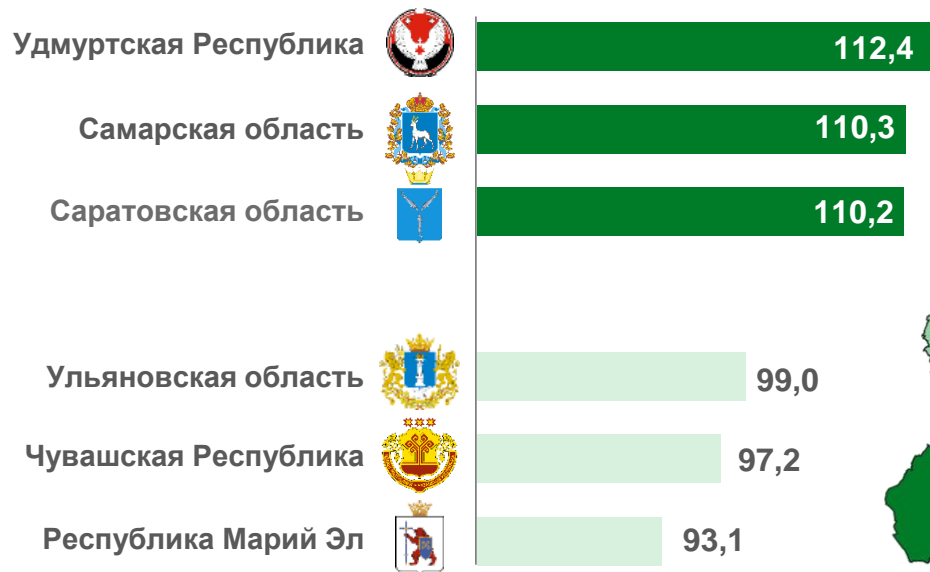 Удмуртская Республика 112,4
Самарская область 110,3
Саратовская область 110,2
Ульяновская область 99,0
Чувашская Республика 97,2
Республика Марий Эл 93,1